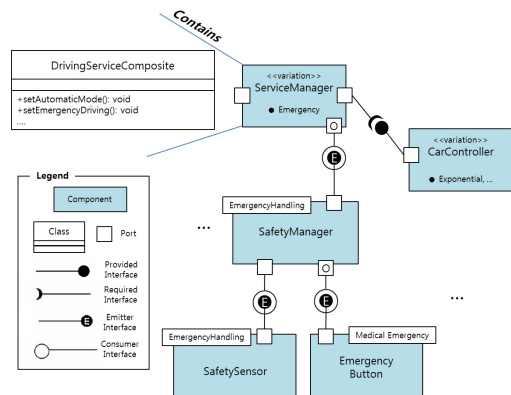 Contains
DrivingServiceComposite
+setAutomaticMode(): void
+setEmergencyDriving(): void
....
<<variation>>
ServiceManager
● Emergency
O
E
<<variation>>
CarController
● Exponential, ...
Legend
Component
Class
Port
Provided
Interface
Required
Interface
E
Emitter
Interface
Consumer
Interface
EmergencyHandling
SafetyManager
...
O
...
E
E
EmergencyHandling
SafetySensor
Medical Emergency
Emergency
Button